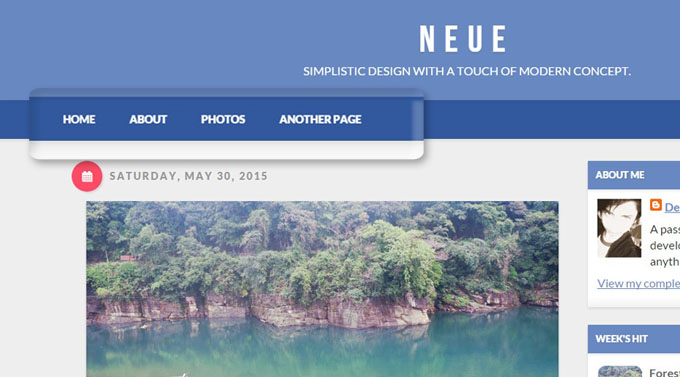 NEUE
SIMPLISTIC DESIGN WITH A TOUCH OF MODERN CONCEPT.
HOME ABOUT PHOTOS ANOTHER PAGE
SATURDAY, MAY 30, 2015
ABOUT ME
De
A pass
develo
anyth
View my comple
WEEK'S HIT
Fores